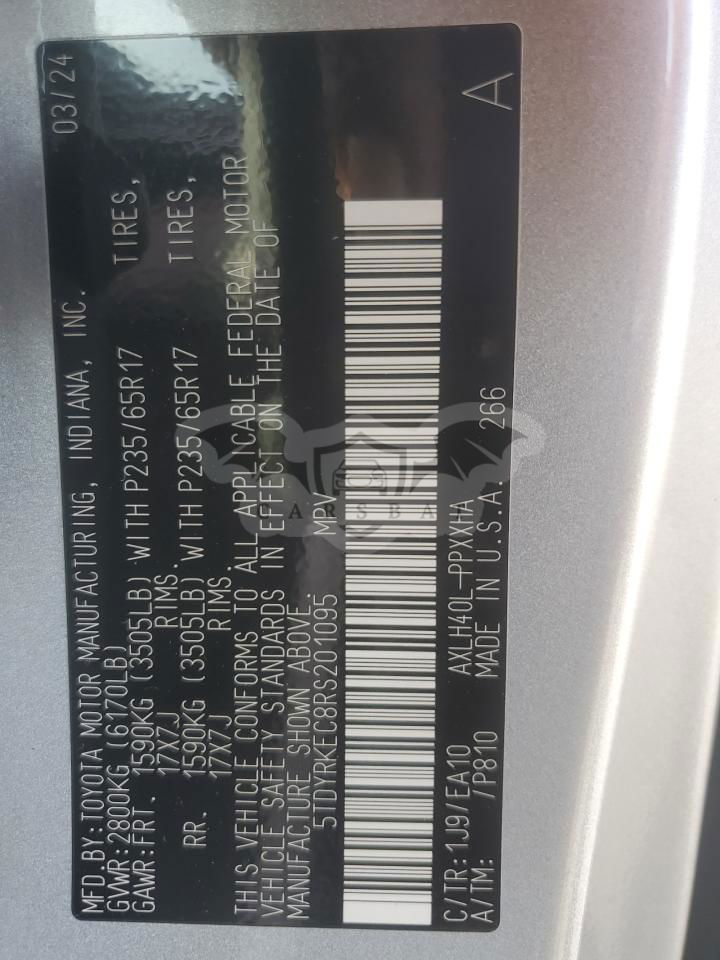 MFD.BY:TOYOTA MOTOR MANUFACTURING, INDIANA, INC. 03/24
GVWR:2800KG (6170LB)
GAWR:FRT. 1590KG (3505LB) WITH P235/65R17 TIRES,
17X7J RIMS.
RR. 1590KG (3505LB) WITH P235/65R17 TIRES,
17X7J RIMS.
THIS VEHICLE CONFORMS TO ALL APPLICABLE FEDERAL MOTOR
VEHICLE SAFETY STANDARDS IN EFFECT ON THE DATE OF
MANUFACTURE SHOWN ABOVE.
5TDYRKEC8RS201095 MPV
CARSBAT
C/TR:1J9/EA10 AXLH40L-PPXXHA A
A/TM: /P810 MADE IN U.S.A. 266